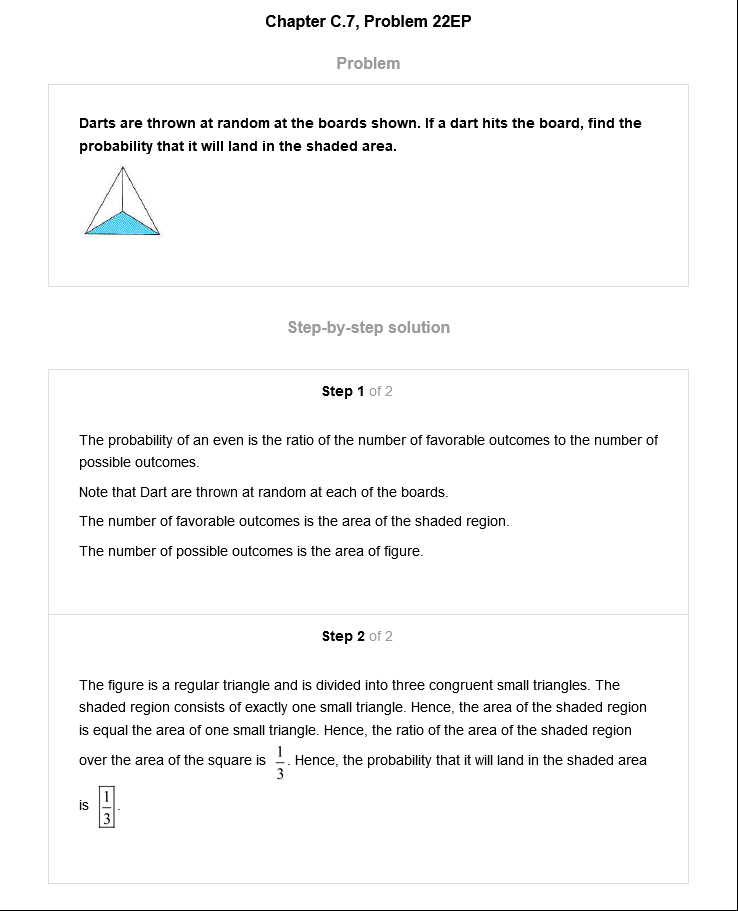 Chapter C.7, Problem 22EP
Problem
Darts are thrown at random at the boards shown. If a dart hits the board, find the
probability that it will land in the shaded area.
Step-by-step solution
Step 1 of 2
The probability of an even is the ratio of the number of favorable outcomes to the number of
possible outcomes.
Note that Dart are thrown at random at each of the boards.
The number of favorable outcomes is the area of the shaded region.
The number of possible outcomes is the area of figure.
Step 2 of 2
The figure is a regular triangle and is divided into three congruent small triangles. The
shaded region consists of exactly one small triangle. Hence, the area of the shaded region
is equal the area of one small triangle. Hence, the ratio of the area of the shaded region
over the area of the square is 1/3. Hence, the probability that it will land in the shaded area
is 1/3.